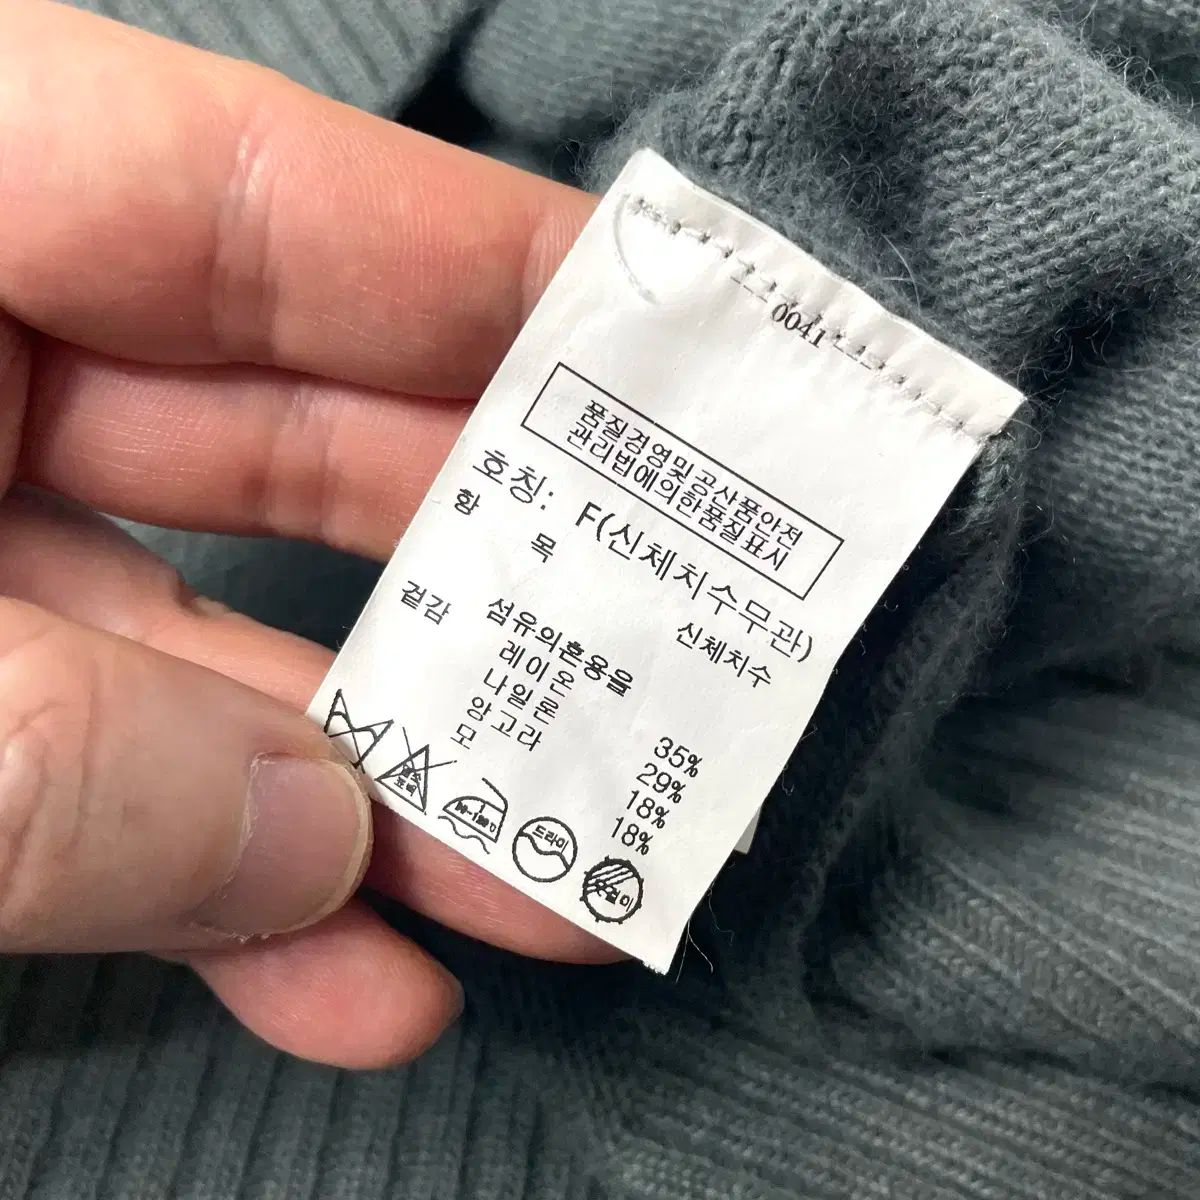 0041
품질경영및공산품안전
관리법에의한품질표시
호칭: F(신체치수무관)
항 목 신체치수
겉감 섬유의혼용율
레이온 35%
나일론 29%
앙고라 18%
모 18%
드라이